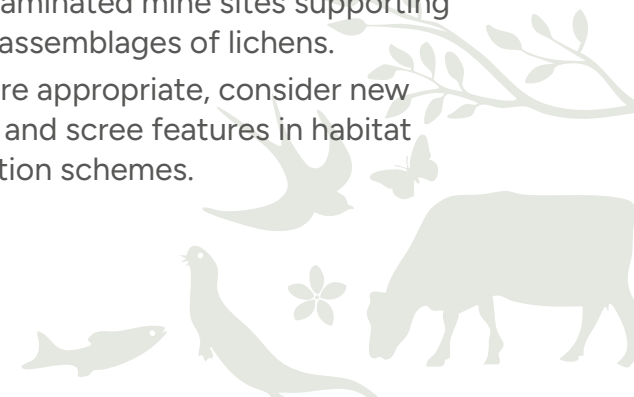 aminated mine sites supporting
assemblages of lichens.
re appropriate, consider new
and scree features in habitat
tion schemes.